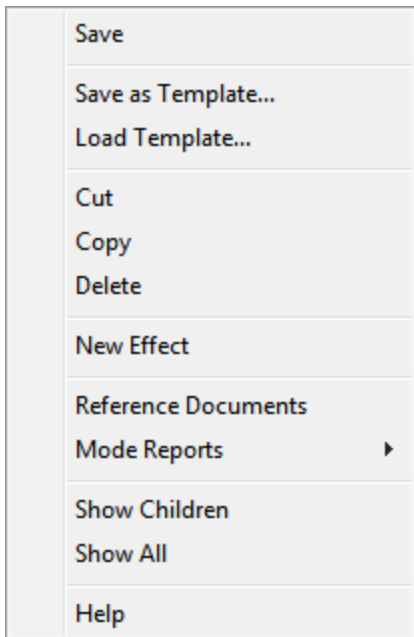 Save
Save as Template...
Load Template...
Cut
Copy
Delete
New Effect
Reference Documents
Mode Reports
Show Children
Show All
Help